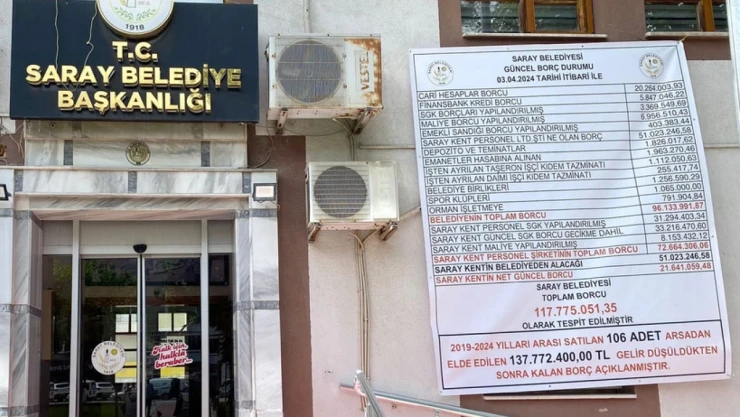 1918
T.C.
SARAY BELEDİYE
BAŞKANLIĞI
VESTEL
SARAY BELEDİYESİ
GÜNCEL BORÇ DURUMU
03.04.2024 TARİHİ İTİBARI İLE
CARİ HESAPLAR BORCU 20.264.003,93
FİNANSBANK KREDİ BORCU 5.847.046,22
SGK BORÇLARI YAPILANDIRILMIŞ 3.369.549,69
MALİYE BORCU YAPILANDIRILMIŞ 6.956.510,43
EMEKLİ SANDIĞI BORCU YAPILANDIRILMIŞ 403.383,44
SARAY KENT PERSONEL LTD.ŞTİ NE OLAN BORÇ 51.023.246,58
DEPOZİTO VE TEMİNATLAR 1.826.017,62
EMANETLER HESABINA ALINAN 1.963.270,46
İŞTEN AYRILAN TAŞERON İŞÇİ KIDEM TAZMİNATI 1.112.050,63
İŞTEN AYRILAN DAİMİ İŞÇİ KIDEM TAZMİNATI 255.417,74
BELEDİYE BİRLİKLERİ 1.256.590,29
SPOR KLÜPLERİ 1.065.000,00
ORMAN İŞLETMEYE 791.904,84
BELEDİYENİN TOPLAM BORCU 96.133.991,87
SARAY KENT PERSONEL SGK YAPILANDIRILMIŞ 31.294.403,34
SARAY KENT GÜNCEL SGK BORCU GECİKME DAHİL 33.216.470,60
SARAY KENT MALİYE YAPILANDIRILMIŞ 8.153.432,12
SARAY KENT PERSONEL ŞİRKETİNİN TOPLAM BORCU 72.664.306,06
SARAY KENTİN BELEDİYEDEN ALACAĞI 51.023.246,58
SARAY KENTİN NET GÜNCEL BORCU 21.641.059,48
SARAY BELEDİYESİ
TOPLAM BORCU
117.775.051,35
OLARAK TESPİT EDİLMİŞTİR
2019-2024 YILLARI ARASI SATILAN 106 ADET ARSADAN
ELDE EDİLEN 137.772.400,00 TL GELİR DÜŞÜLDÜKTEN
SONRA KALAN BORÇ AÇIKLANMIŞTIR.
Halk için
halkla
beraber...